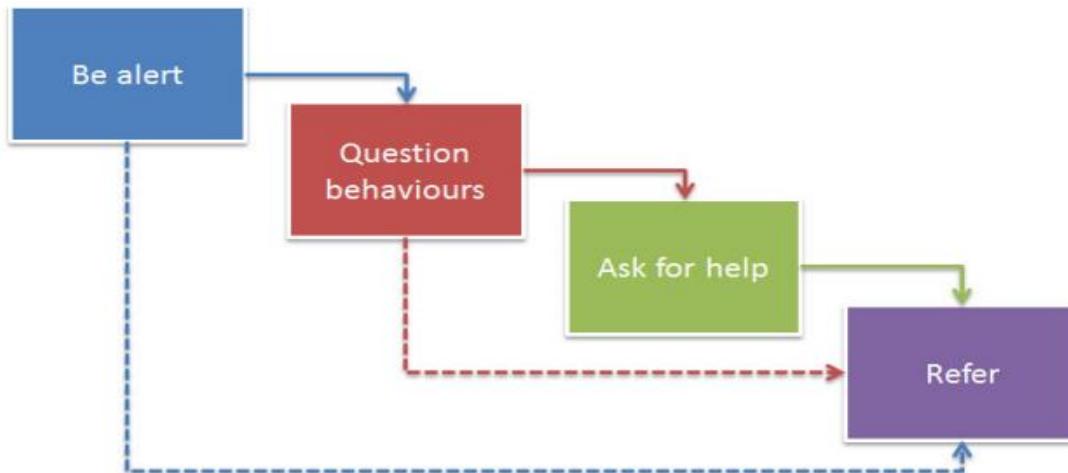 Be alert
Question
behaviours
Ask for help
Refer